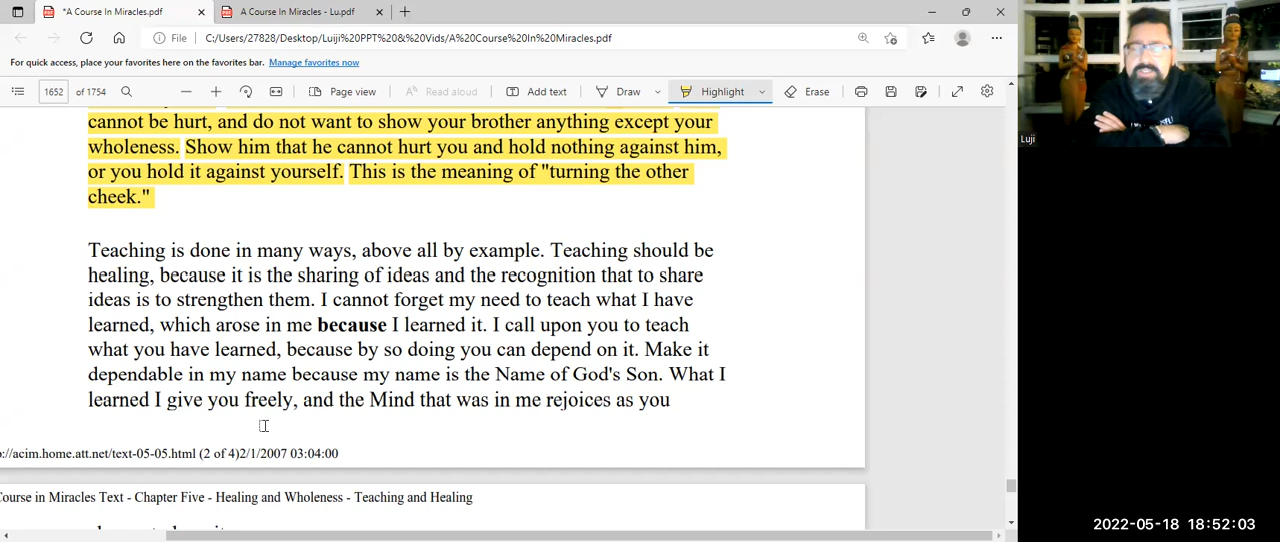 *A Course In Miracles.pdf
A Course In Miracles - Lu.pdf
File
C:/Users/27828/Desktop/Luiji%20PPT%20&%20Vids/A%20Course%20In%20Miracles.pdf
For quick access, place your favorites here on the favorites bar. Manage favorites now
1652 of 1754
Page view
Read aloud
Add text
Draw
Highlight
Erase
cannot be hurt, and do not want to show your brother anything except your
wholeness. Show him that he cannot hurt you and hold nothing against him,
or you hold it against yourself. This is the meaning of "turning the other
cheek."
Teaching is done in many ways, above all by example. Teaching should be
healing, because it is the sharing of ideas and the recognition that to share
ideas is to strengthen them. I cannot forget my need to teach what I have
learned, which arose in me because I learned it. I call upon you to teach
what you have learned, because by so doing you can depend on it. Make it
dependable in my name because my name is the Name of God's Son. What I
learned I give you freely, and the Mind that was in me rejoices as you
p://acim.home.att.net/text-05-05.html (2 of 4)2/1/2007 03:04:00
Course in Miracles Text - Chapter Five - Healing and Wholeness - Teaching and Healing
Luji
2022-05-18 18:52:03